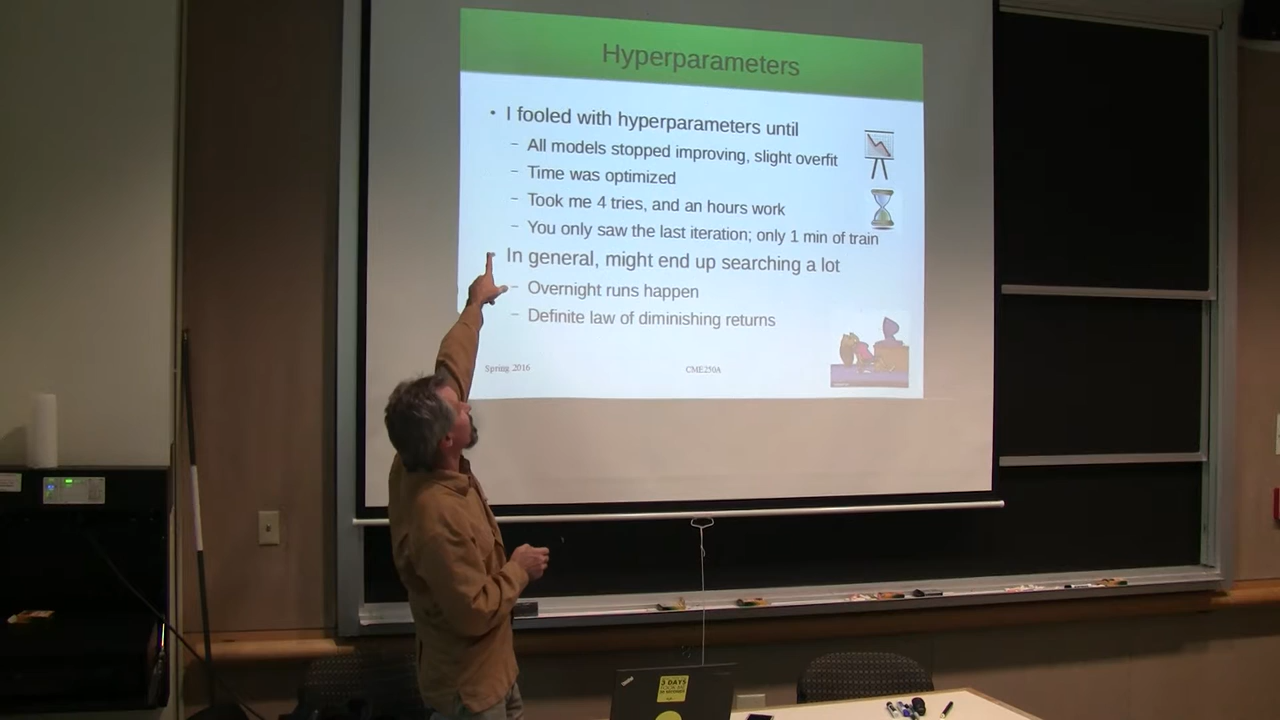 Hyperparameters
• I fooled with hyperparameters until
– All models stopped improving, slight overfit
– Time was optimized
– Took me 4 tries, and an hours work
– You only saw the last iteration; only 1 min of train
In general, might end up searching a lot
– Overnight runs happen
– Definite law of diminishing returns
Spring 2016
CME250A
3 DAYS